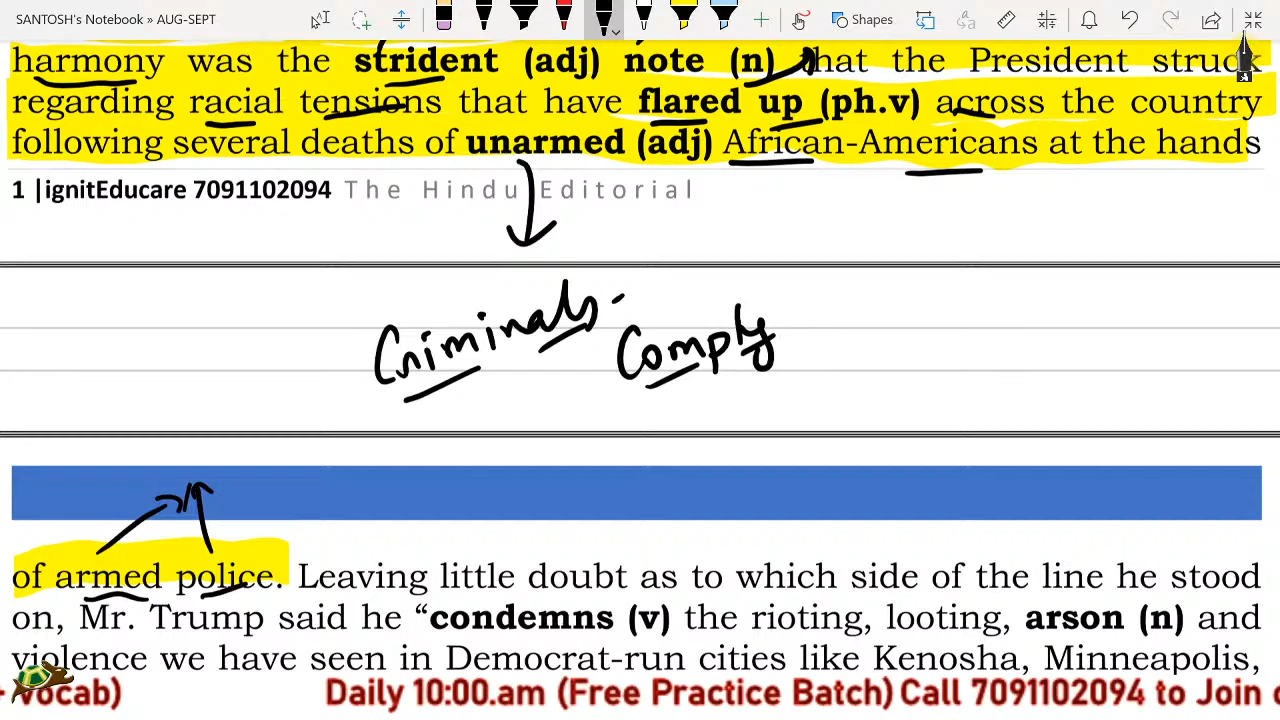 SANTOSH's Notebook » AUG-SEPT
Shapes
harmony was the strident (adj) note (n) that the President struck
regarding racial tensions that have flared up (ph.v) across the country
following several deaths of unarmed (adj) African-Americans at the hands
1 |ignitEducare 7091102094 The Hindu Editorial
Criminals - Comply
of armed police. Leaving little doubt as to which side of the line he stood
on, Mr. Trump said he “condemns (v) the rioting, looting, arson (n) and
violence we have seen in Democrat-run cities like Kenosha, Minneapolis,
vocab) Daily 10:00.am (Free Practice Batch) Call 7091102094 to Join